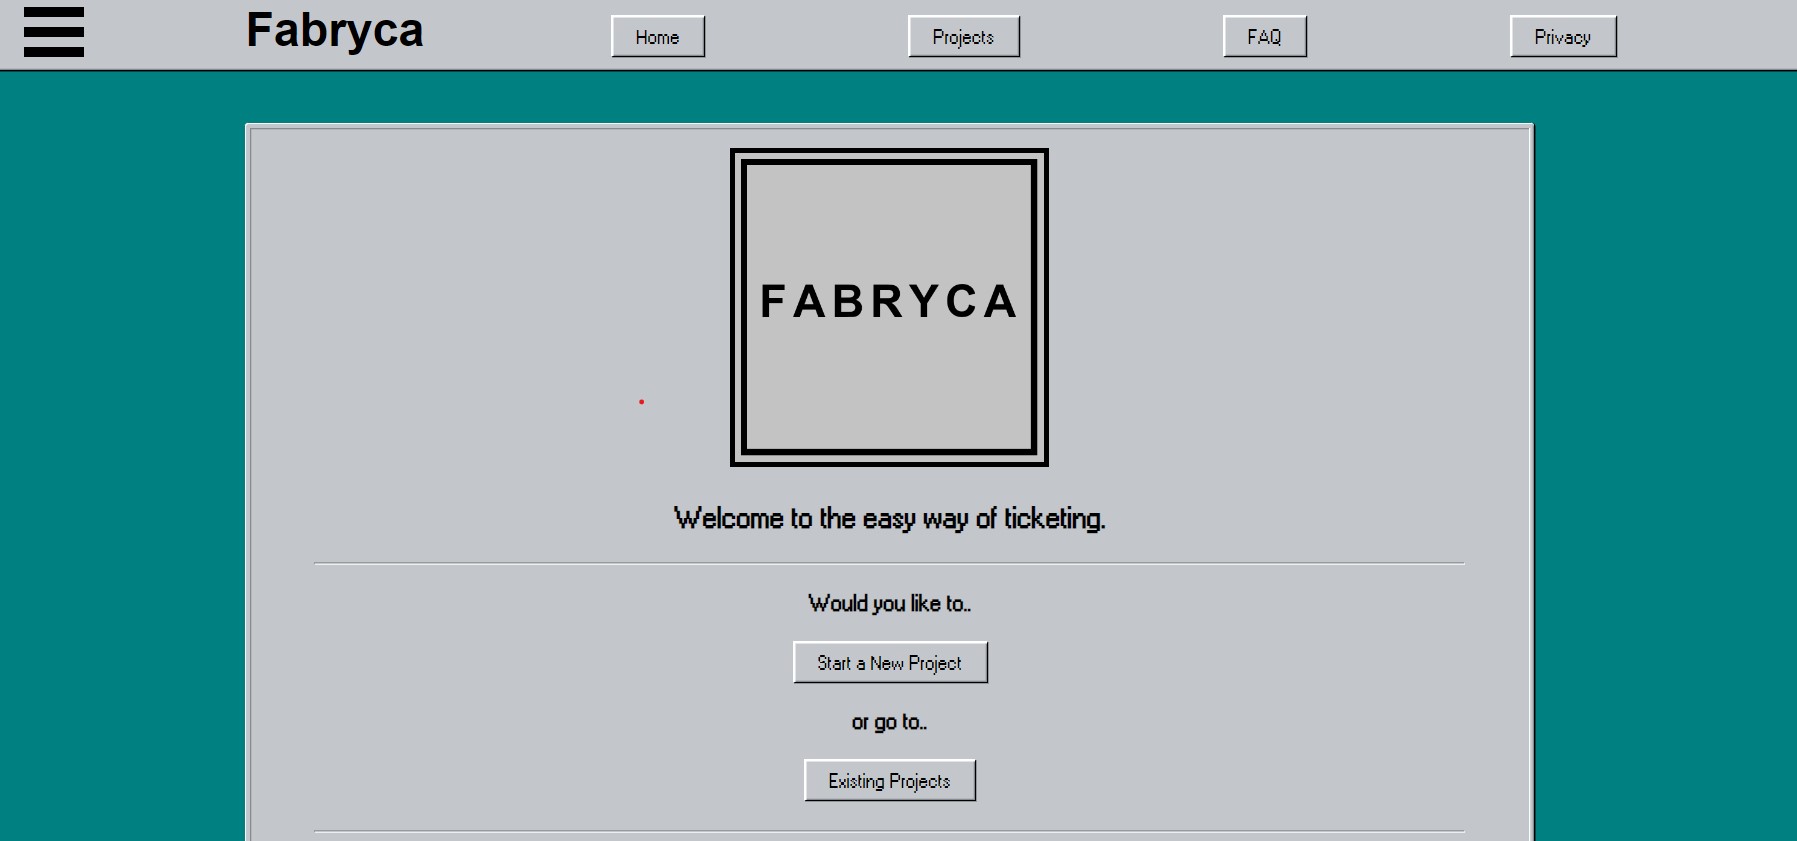 Fabryca Home Projects FAQ Privacy
FABRYCA
Welcome to the easy way of ticketing.
Would you like to..
Start a New Project
or go to..
Existing Projects